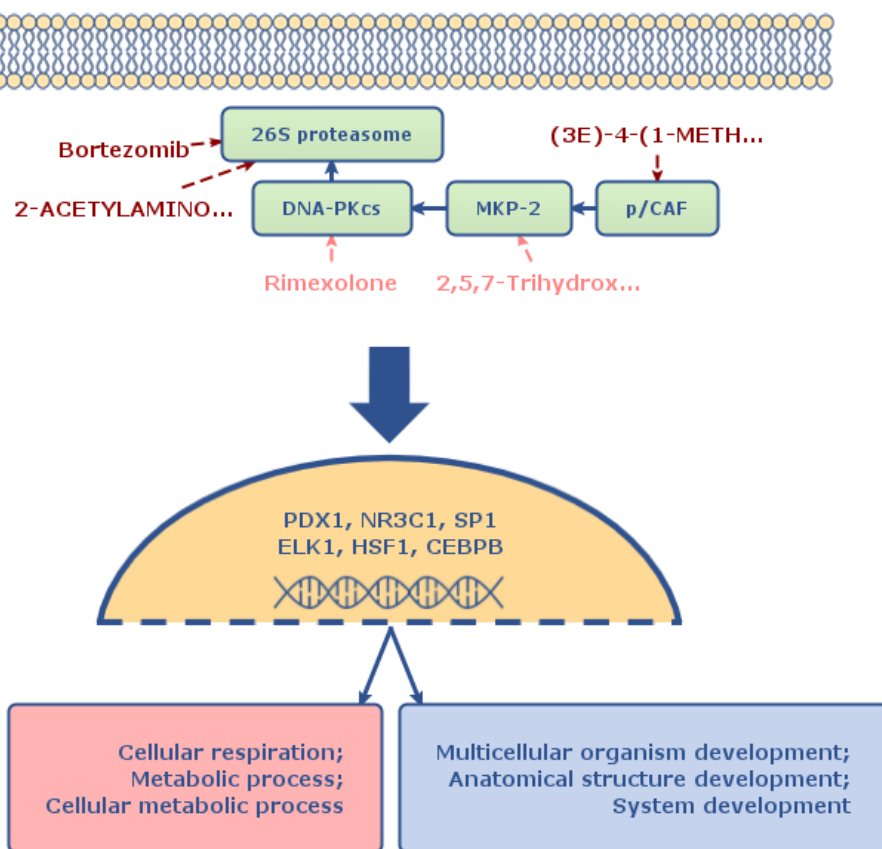 26S proteasome
(3E)-4-(1-METH...
Bortezomib
2-ACETYLAMINO...
DNA-PKcs
MKP-2
p/CAF
Rimexolone
2,5,7-Trihydrox...
PDX1, NR3C1, SP1
ELK1, HSF1, CEBPB
Cellular respiration;
Metabolic process;
Cellular metabolic process
Multicellular organism development;
Anatomical structure development;
System development